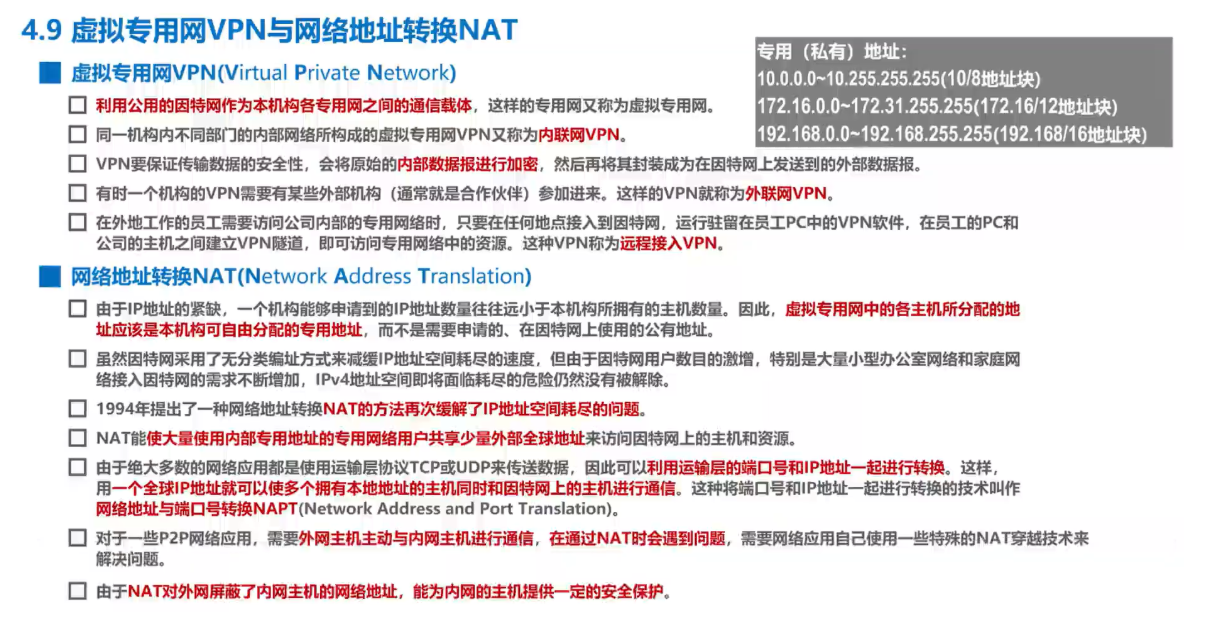 4.9 虚拟专用网VPN与网络地址转换NAT
专用（私有）地址：
10.0.0.0~10.255.255.255(10/8地址块)
172.16.0.0~172.31.255.255(172.16/12地址块)
192.168.0.0~192.168.255.255(192.168/16地址块)
虚拟专用网VPN(Virtual Private Network)
利用公用的因特网作为本机构各专用网之间的通信载体，这样的专用网又称为虚拟专用网。
同一机构内不同部门的内部网络所构成的虚拟专用网VPN又称为内联网VPN。
VPN要保证传输数据的安全性，会将原始的内部数据报进行加密，然后再将其封装成为在因特网上发送到的外部数据报。
有时一个机构的VPN需要有某些外部机构（通常就是合作伙伴）参加进来。这样的VPN就称为外联网VPN。
在外地工作的员工需要访问公司内部的专用网络时，只要在任何地点接入到因特网，运行驻留在员工PC中的VPN软件，在员工的PC和
公司的主机之间建立VPN隧道，即可访问专用网络中的资源。这种VPN称为远程接入VPN。
网络地址转换NAT(Network Address Translation)
由于IP地址的紧缺，一个机构能够申请到的IP地址数量往往远小于本机构所拥有的主机数量。因此，虚拟专用网中的各主机所分配的地
址应该是本机构可自由分配的专用地址，而不是需要申请的、在因特网上使用的公有地址。
虽然因特网采用了无分类编址方式来减缓IP地址空间耗尽的速度，但由于因特网用户数目的激增，特别是大量小型办公室网络和家庭网
络接入因特网的需求不断增加，IPv4地址空间即将面临耗尽的危险仍然没有被解除。
1994年提出了一种网络地址转换NAT的方法再次缓解了IP地址空间耗尽的问题。
NAT能使大量使用内部专用地址的专用网络用户共享少量外部全球地址来访问因特网上的主机和资源。
由于绝大多数的网络应用都是使用运输层协议TCP或UDP来传送数据，因此可以利用运输层的端口号和IP地址一起进行转换。这样，
用一个全球IP地址就可以使多个拥有本地地址的主机同时和因特网上的主机进行通信。这种将端口号和IP地址一起进行转换的技术叫作
网络地址与端口号转换NAPT(Network Address and Port Translation)。
对于一些P2P网络应用，需要外网主机主动与内网主机进行通信，在通过NAT时会遇到问题，需要网络应用自己使用一些特殊的NAT穿越技术来
解决问题。
由于NAT对外网屏蔽了内网主机的网络地址，能为内网的主机提供一定的安全保护。